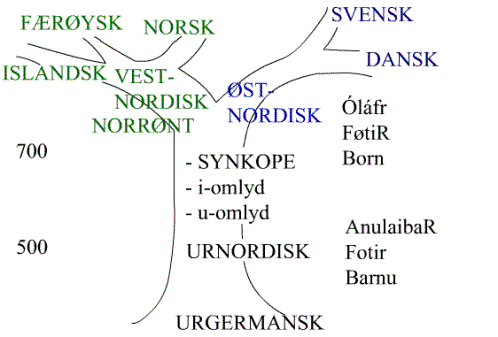 FÆRØYSK
NORSK
SVENSK
DANSK
ISLANDSK
VEST-
NORDISK
NORRØNT
ØST-
NORDISK
Óláfr
FøtiR
Born
700
- SYNKOPE
- i-omlyd
- u-omlyd
AnulaibaR
Fotir
Barnu
500
URNORDISK
URGERMANSK